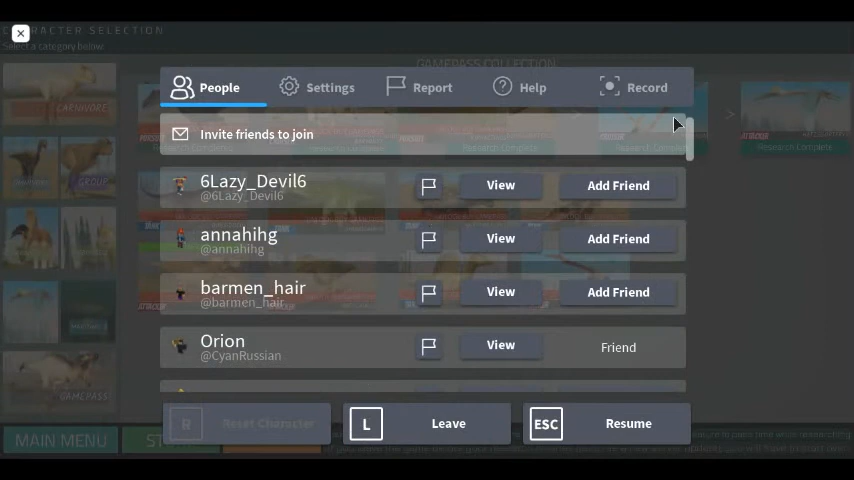 CHARACTER SELECTION
Select a category below
GAMEPASS COLLECTION
People
Settings
Report
Help
Record
Invite friends to join
CARNIVORE
Research Complete
6Lazy_Devil6
@6Lazy_Devil6
View
Add Friend
GROUP
annahihg
@annahihg
View
Add Friend
barmen_hair
@barmen_hair
View
Add Friend
Orion
@CyanRussian
View
Friend
GAMEPASS
R
Reset Character
L
Leave
ESC
Resume
MAIN MENU